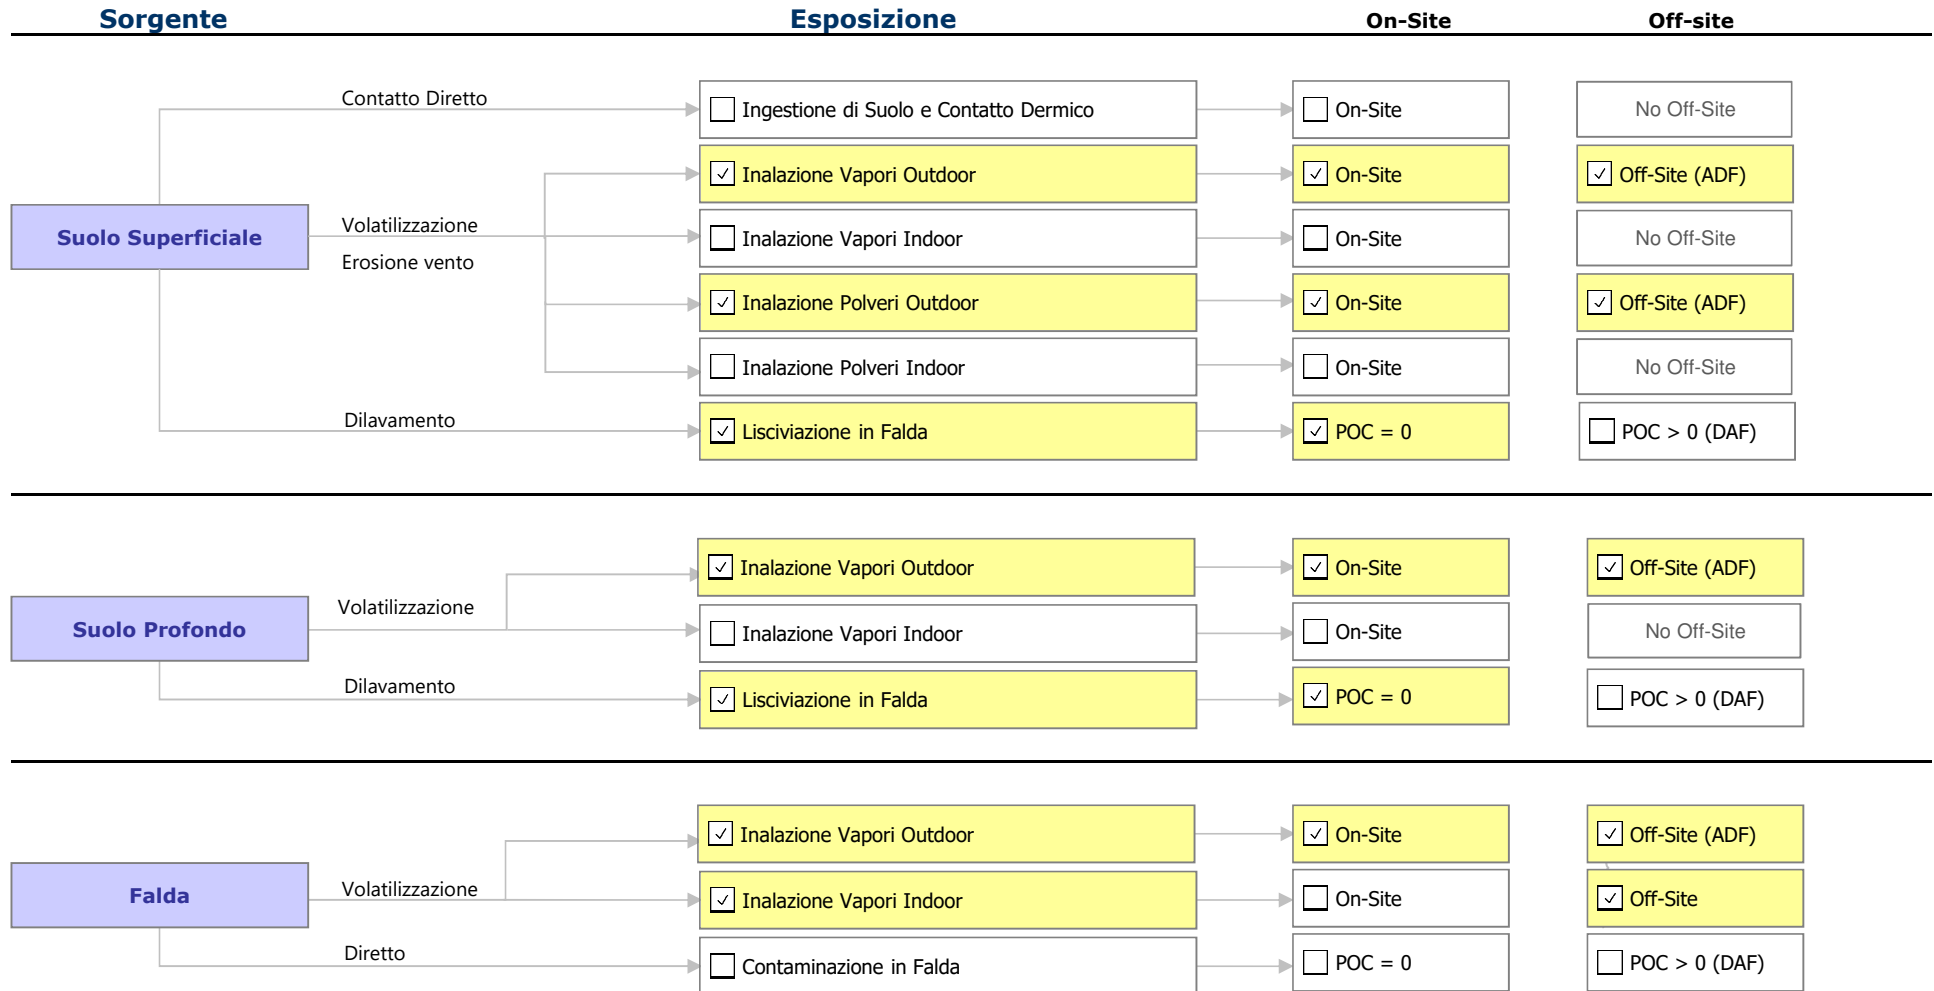 Sorgente Esposizione On-Site Off-site
Contatto Diretto
Ingestione di Suolo e Contatto Dermico On-Site No Off-Site
Inalazione Vapori Outdoor On-Site Off-Site (ADF)
Suolo Superficiale
Volatilizzazione
Erosione vento
Inalazione Vapori Indoor On-Site No Off-Site
Inalazione Polveri Outdoor On-Site Off-Site (ADF)
Inalazione Polveri Indoor On-Site No Off-Site
Dilavamento
Lisciviazione in Falda POC = 0 POC > 0 (DAF)
Inalazione Vapori Outdoor On-Site Off-Site (ADF)
Suolo Profondo
Volatilizzazione
Inalazione Vapori Indoor On-Site No Off-Site
Dilavamento
Lisciviazione in Falda POC = 0 POC > 0 (DAF)
Inalazione Vapori Outdoor On-Site Off-Site (ADF)
Falda
Volatilizzazione
Inalazione Vapori Indoor On-Site Off-Site
Diretto
Contaminazione in Falda POC = 0 POC > 0 (DAF)